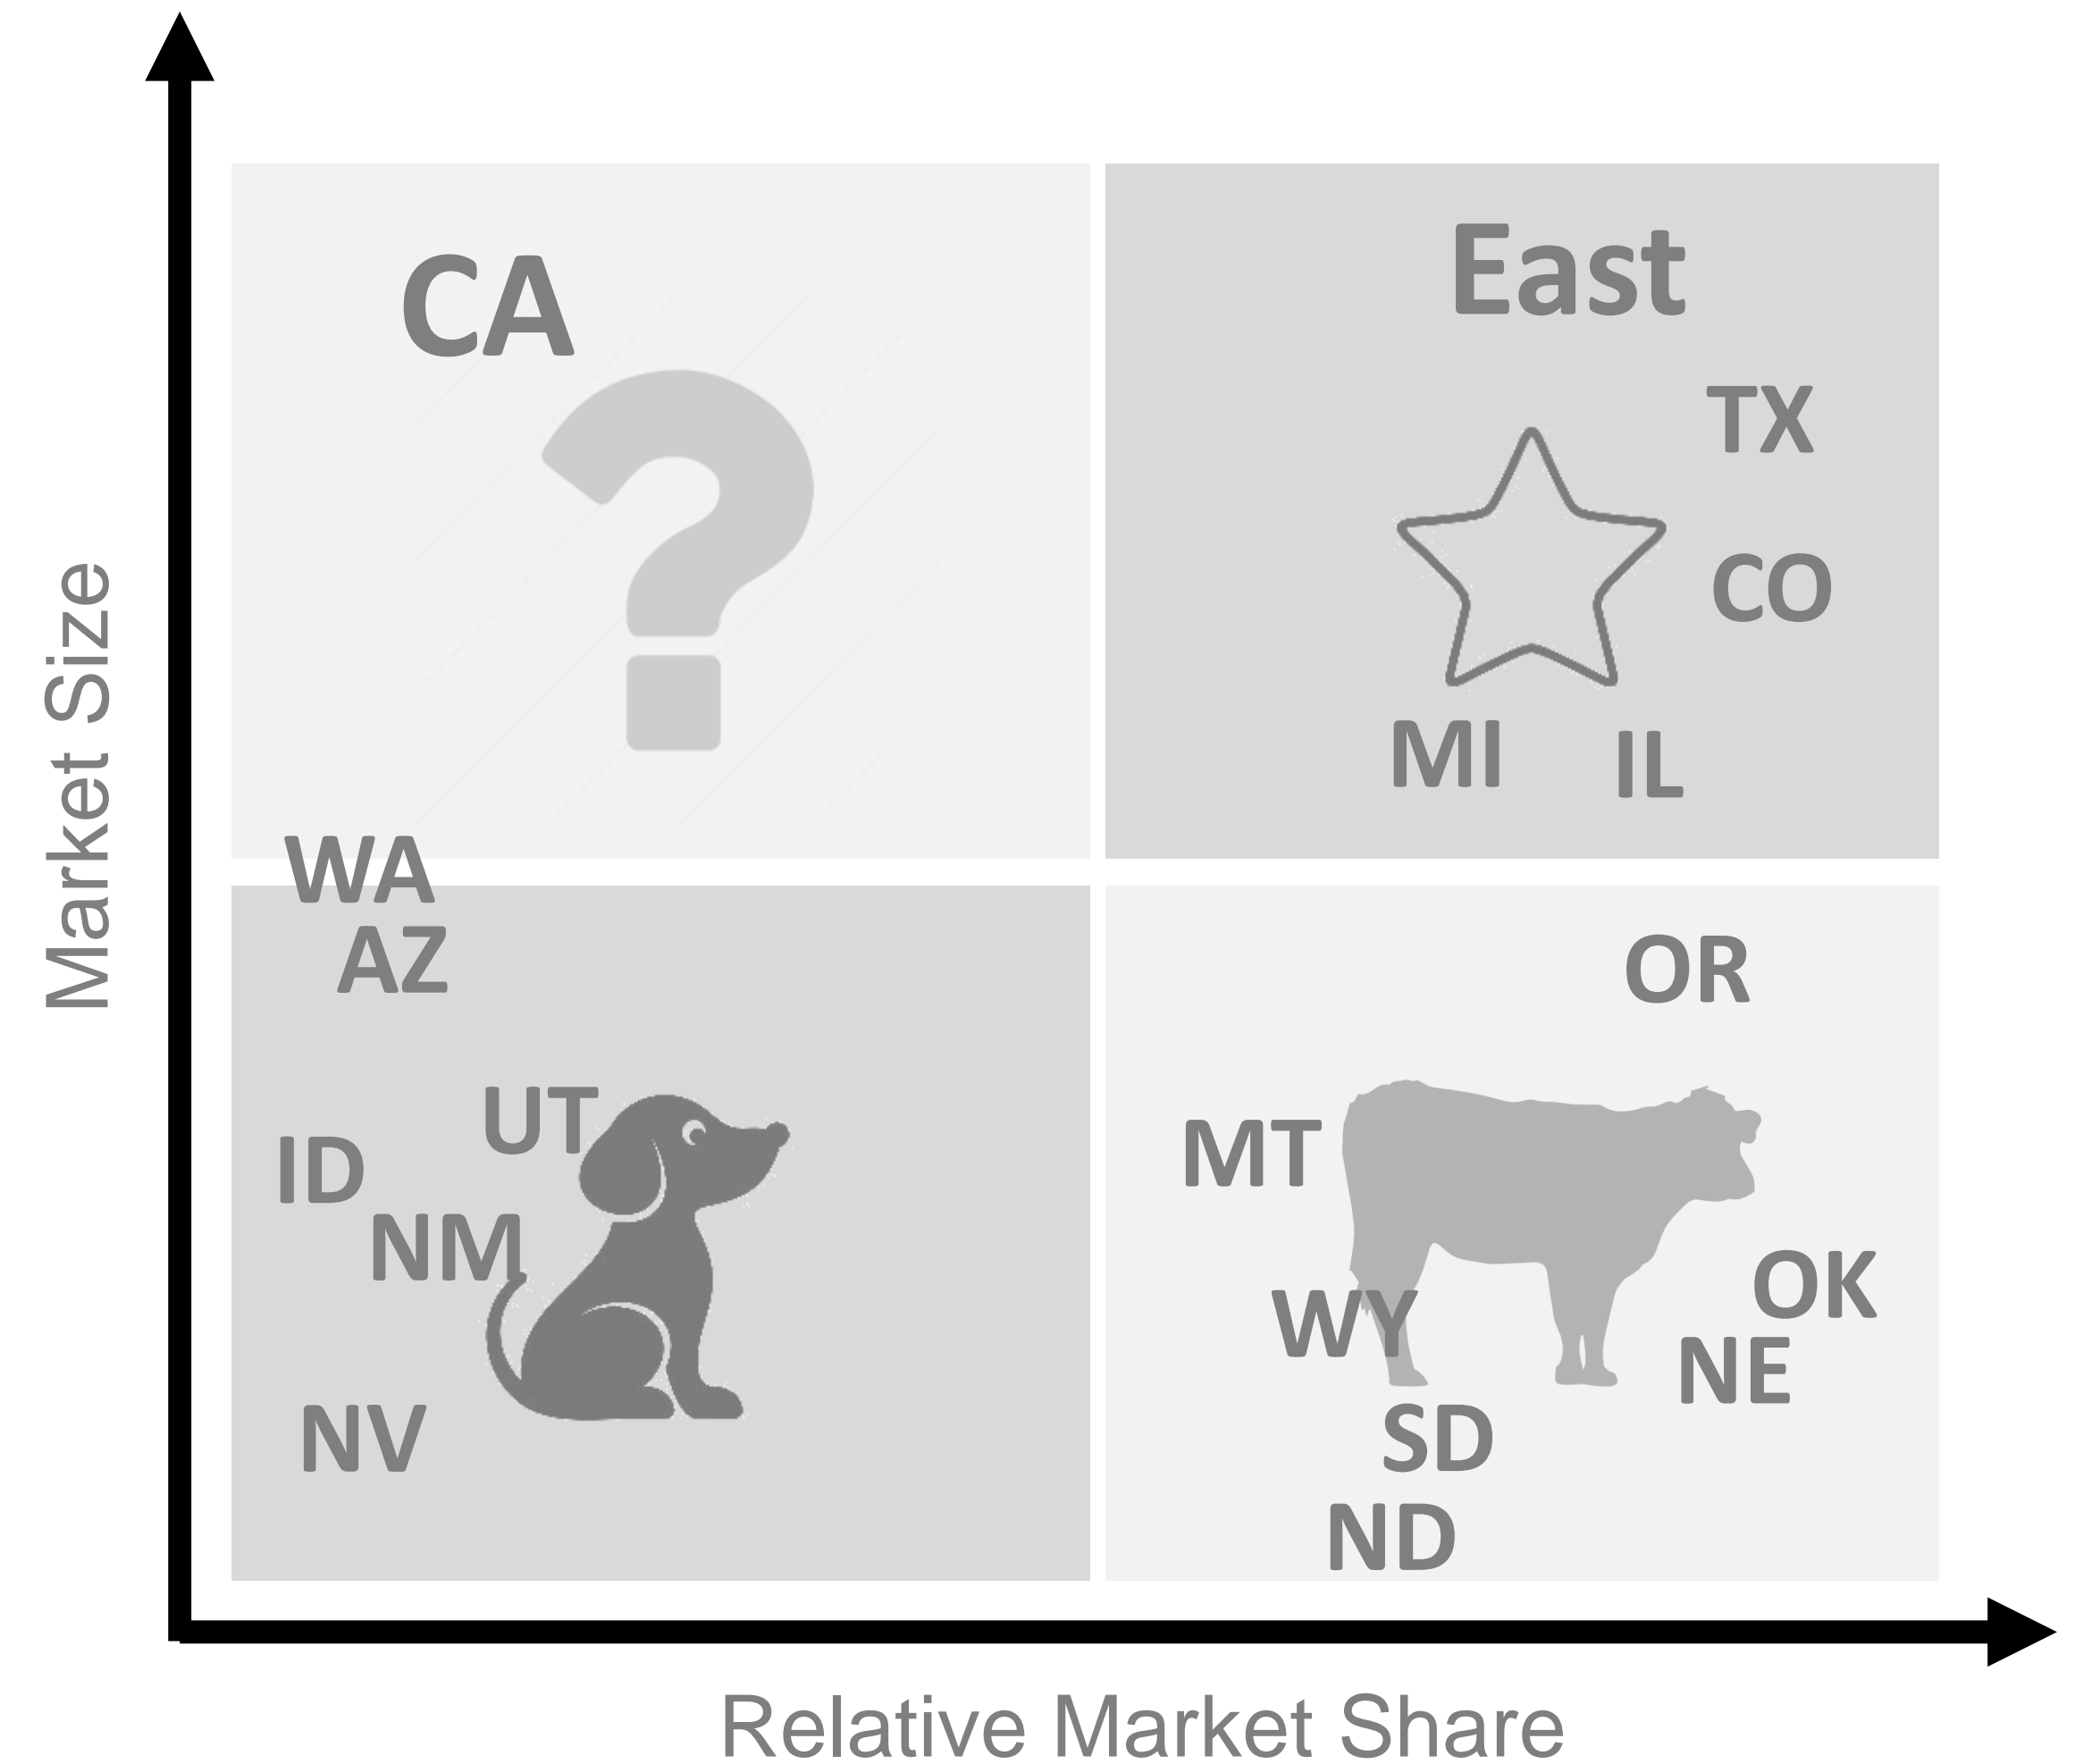 CA
East
TX
CO
MI
IL
WA
AZ
OR
UT
MT
ID
NM
OK
WY
NE
NV
SD
ND
Market Size
Relative Market Share